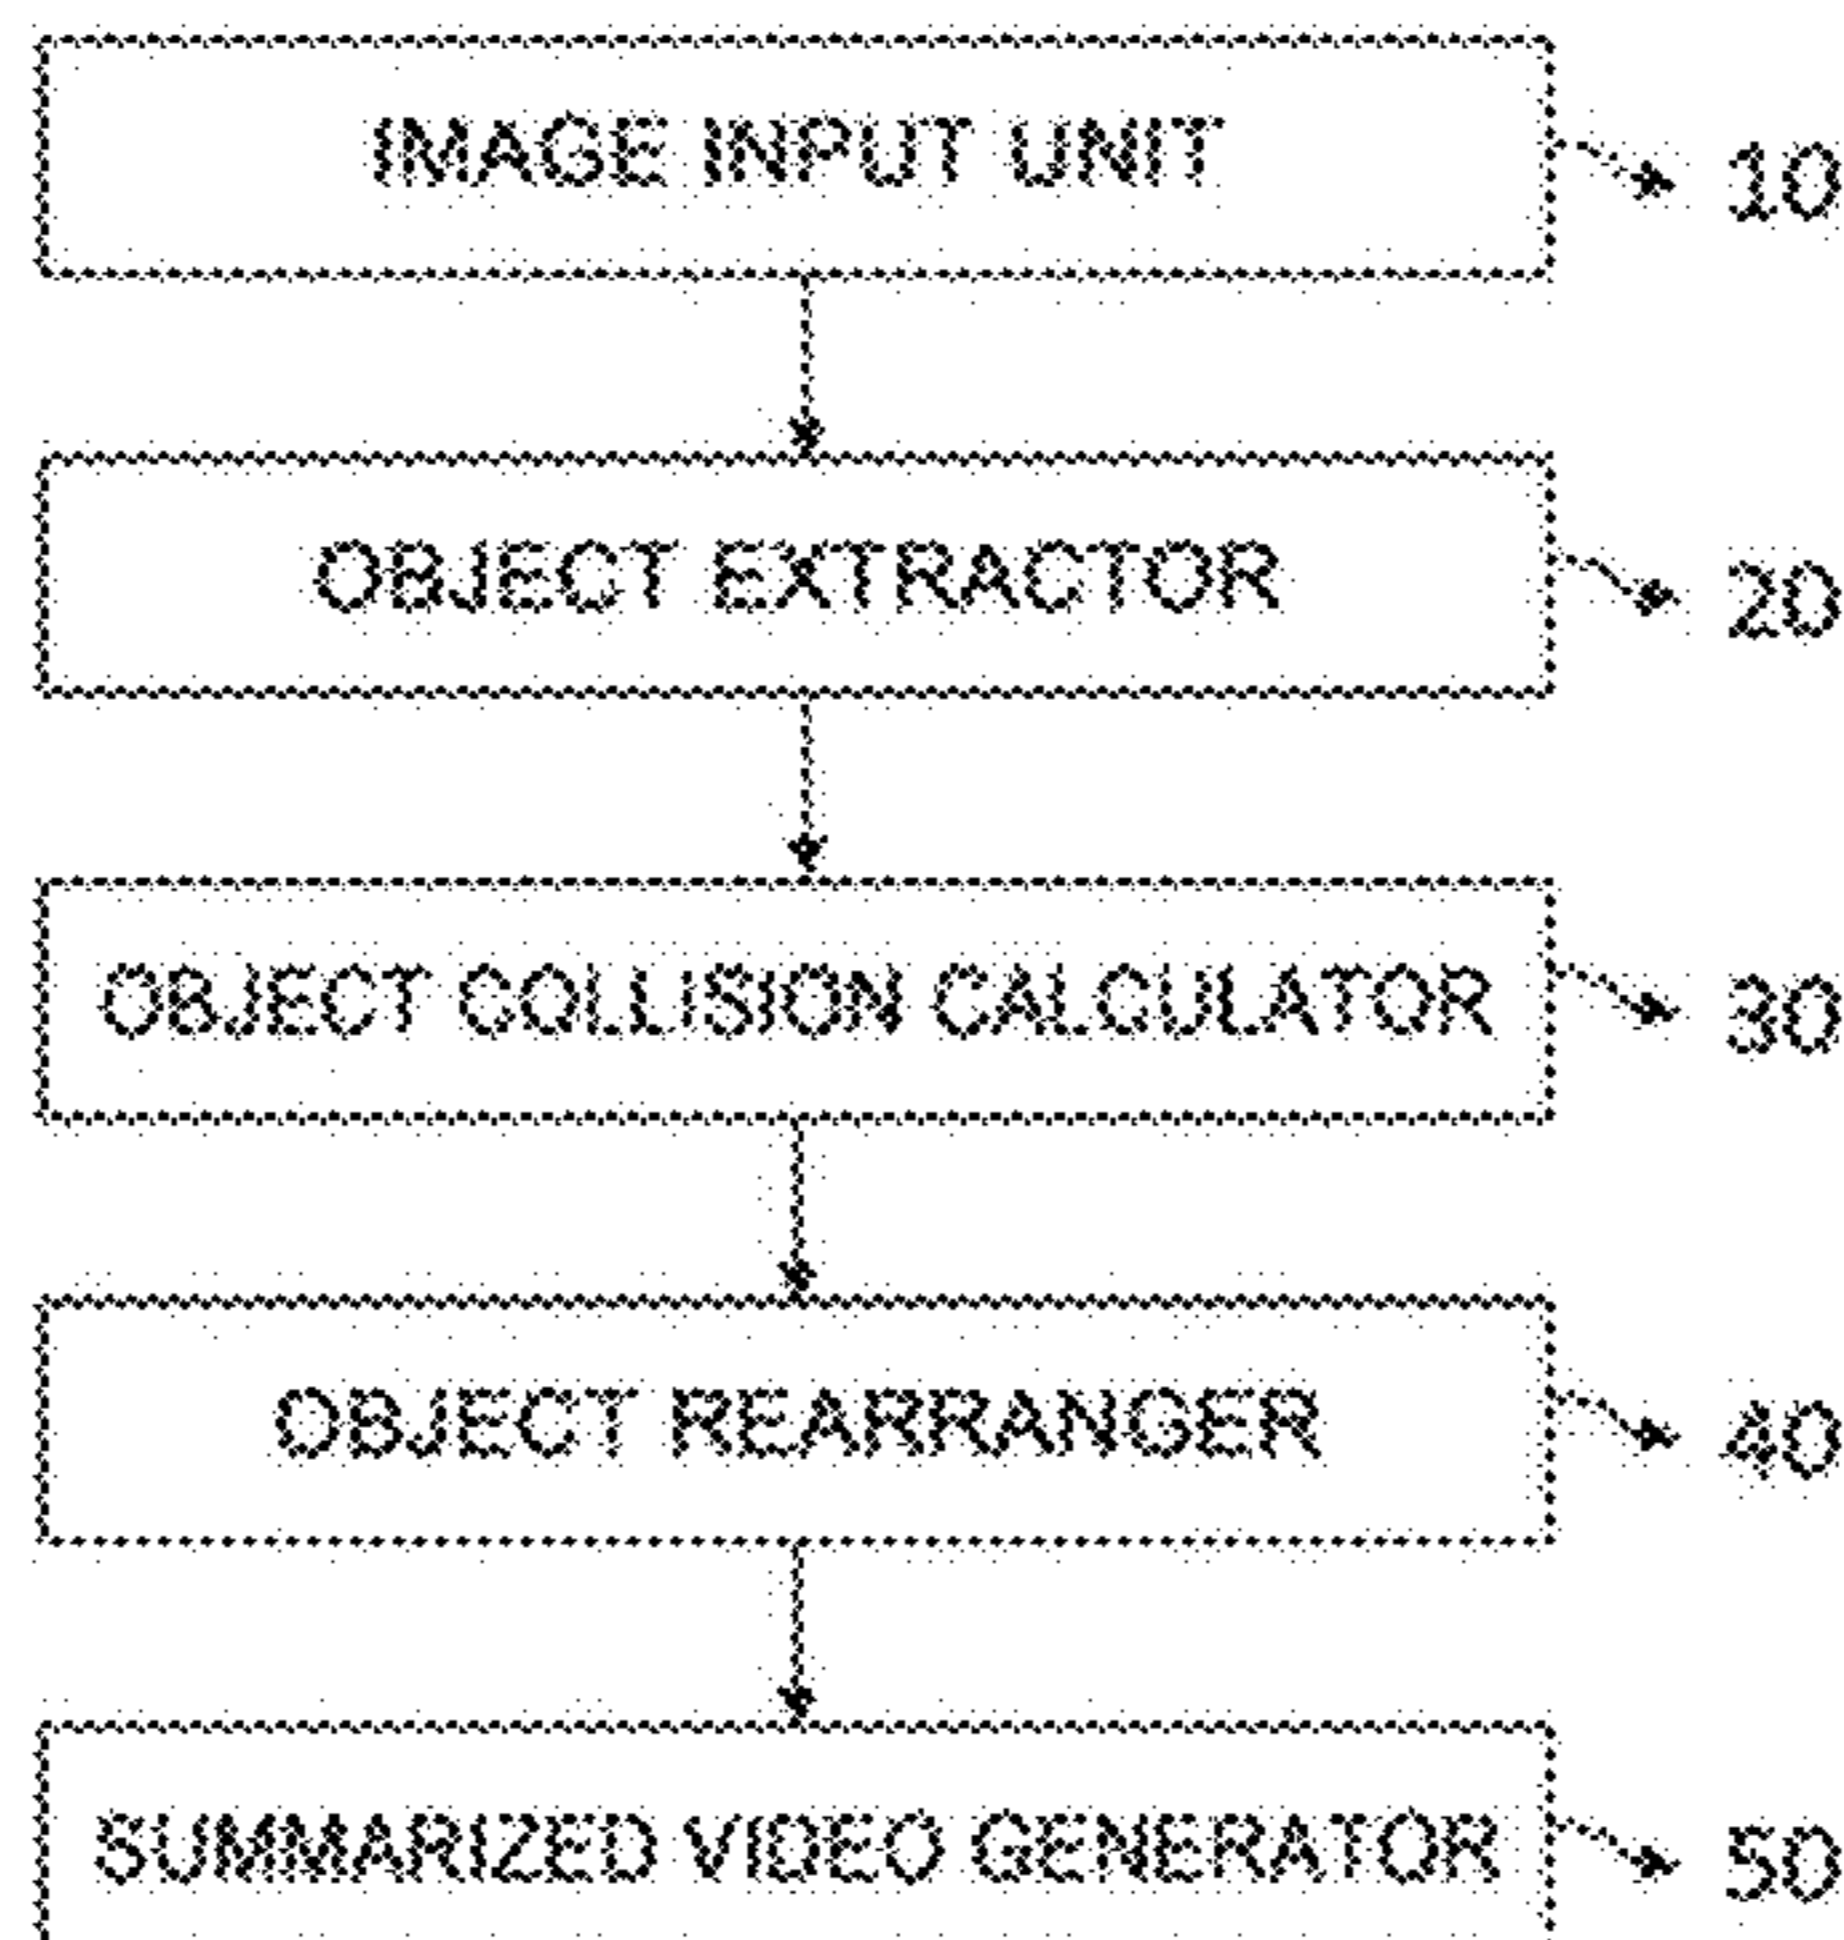 IMAGE INPUT UNIT
10
OBJECT EXTRACTOR
20
OBJECT COLLISION CALCULATOR
30
OBJECT REARRANGER
40
SUMMARIZED VIDEO GENERATOR
50